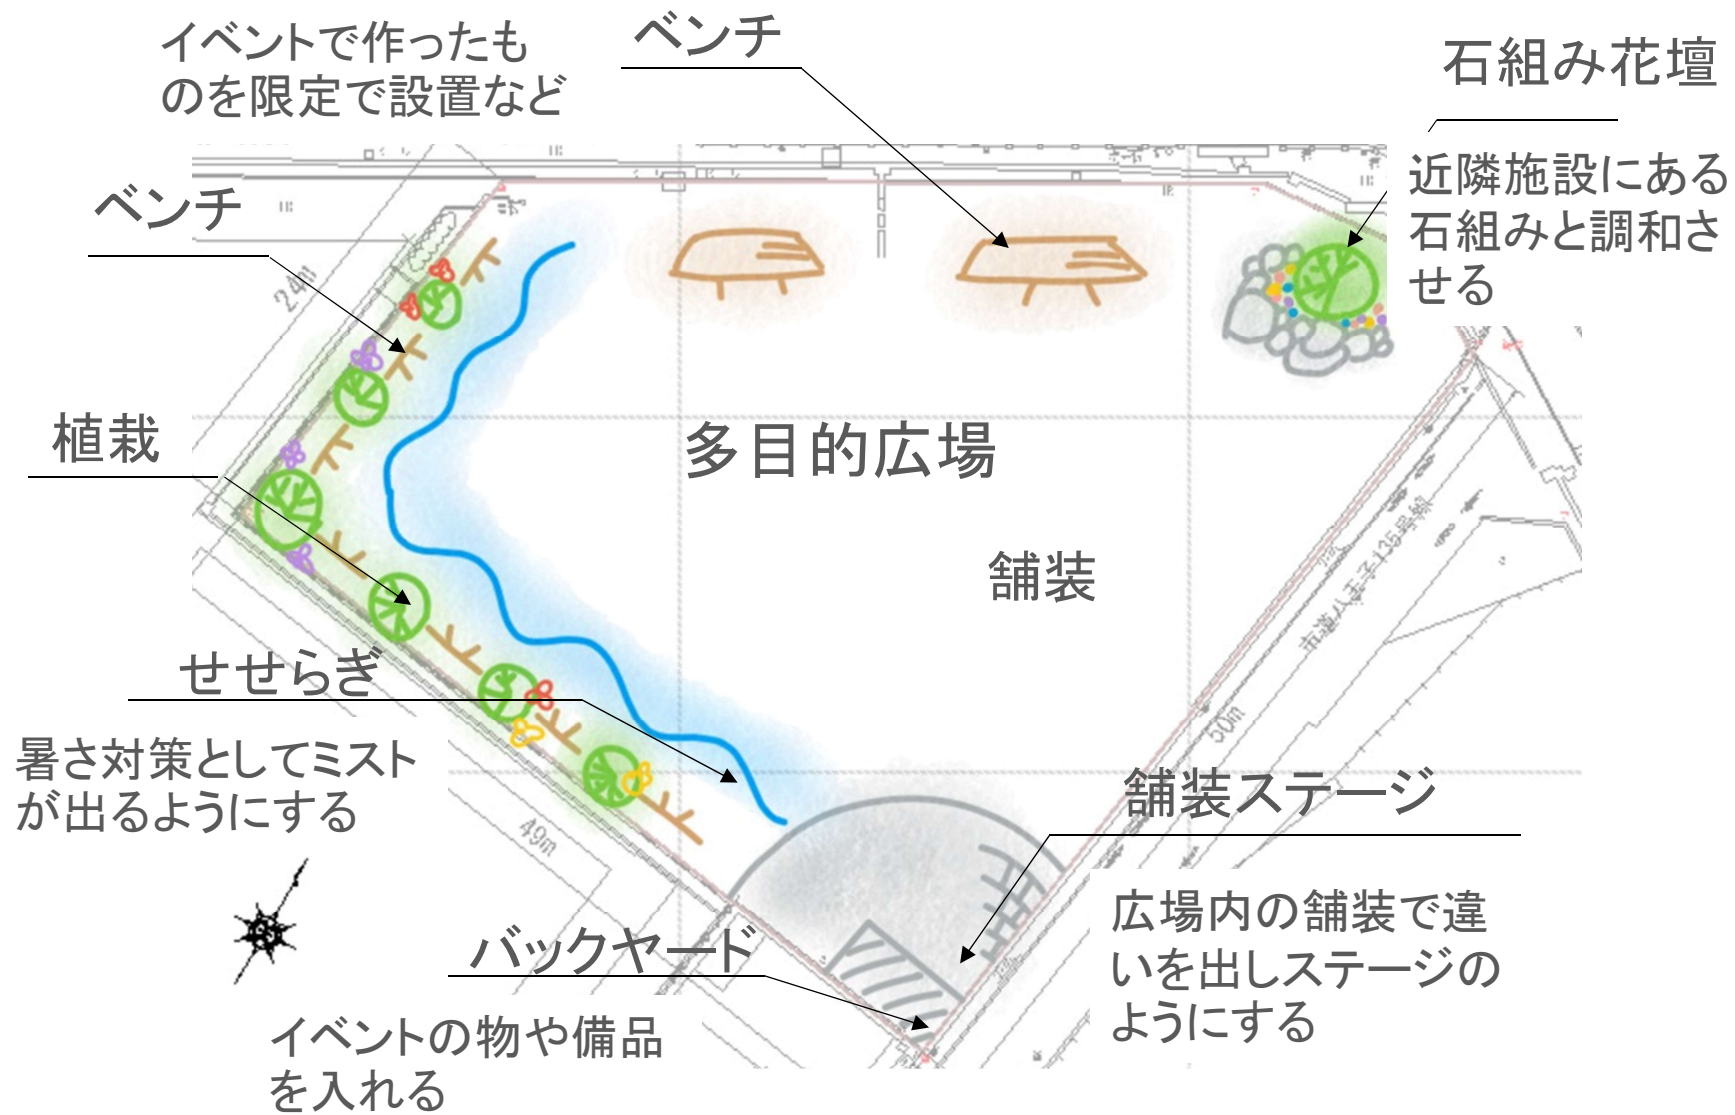 イベントで作ったも
のを限定で設置など
ベンチ
石組み花壇
近隣施設にある
石組みと調和さ
せる
ベンチ
24m
植栽
多目的広場
舗装
せせらぎ
暑さ対策としてミスト
が出るようにする
49m
50m
舗装ステージ
広場内の舗装で違
いを出しステージの
ようにする
バックヤード
イベントの物や備品
を入れる